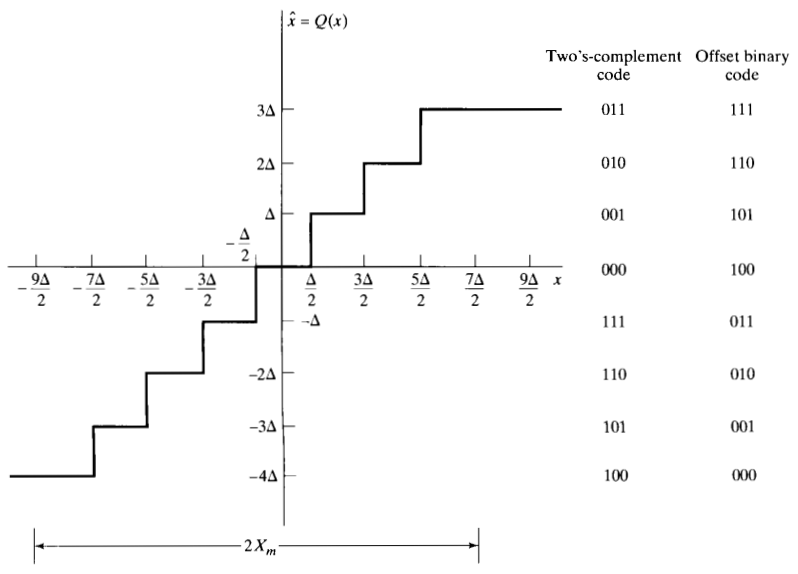 x̂ = Q(x)
Two's-complement code
Offset binary code
3Δ 011 111
2Δ 010 110
Δ 001 101
-Δ/2
-9Δ/2 -7Δ/2 -5Δ/2 -3Δ/2 Δ/2 3Δ/2 5Δ/2 7Δ/2 9Δ/2 x
000 100
-Δ 111 011
-2Δ 110 010
-3Δ 101 001
-4Δ 100 000
2Xm